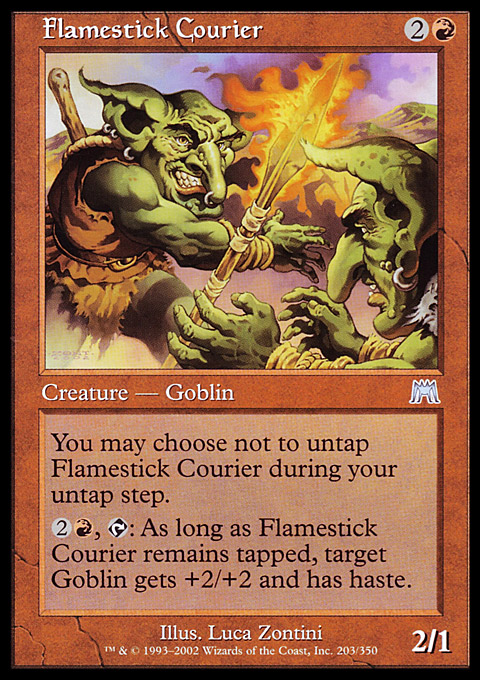 Flamestick Courier 2
Creature — Goblin
You may choose not to untap
Flamestick Courier during your
untap step.
2 , : As long as Flamestick
Courier remains tapped, target
Goblin gets +2/+2 and has haste.
Illus. Luca Zontini
™ & © 1993–2002 Wizards of the Coast, Inc. 203/350
2/1